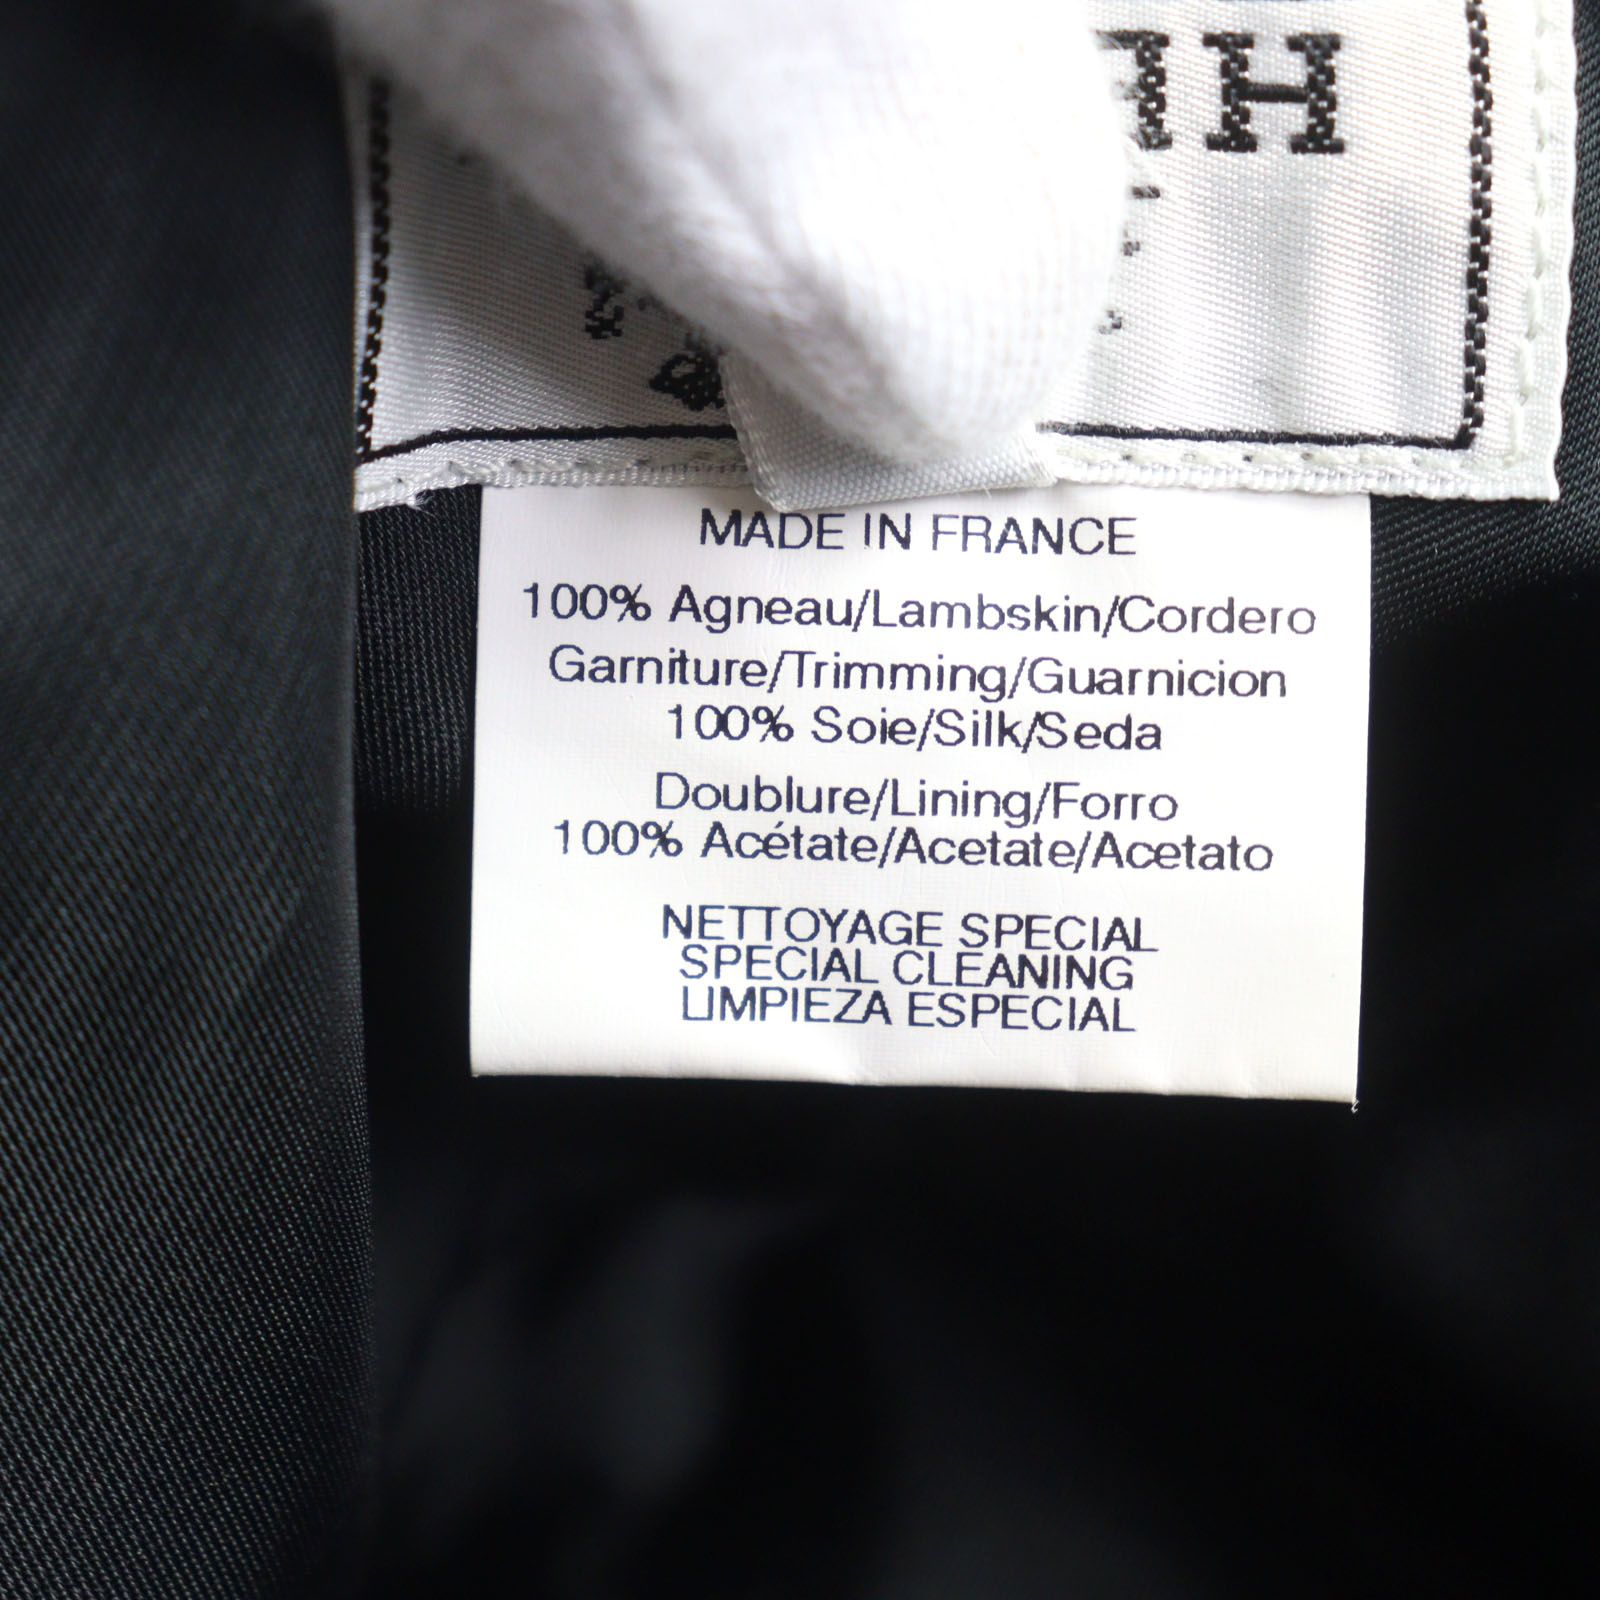 MADE IN FRANCE
100% Agneau/Lambskin/Cordero
Garniture/Trimming/Guarnicion
100% Soie/Silk/Seda
Doublure/Lining/Forro
100% Acétate/Acetate/Acetato
NETTOYAGE SPECIAL
SPECIAL CLEANING
LIMPIEZA ESPECIAL